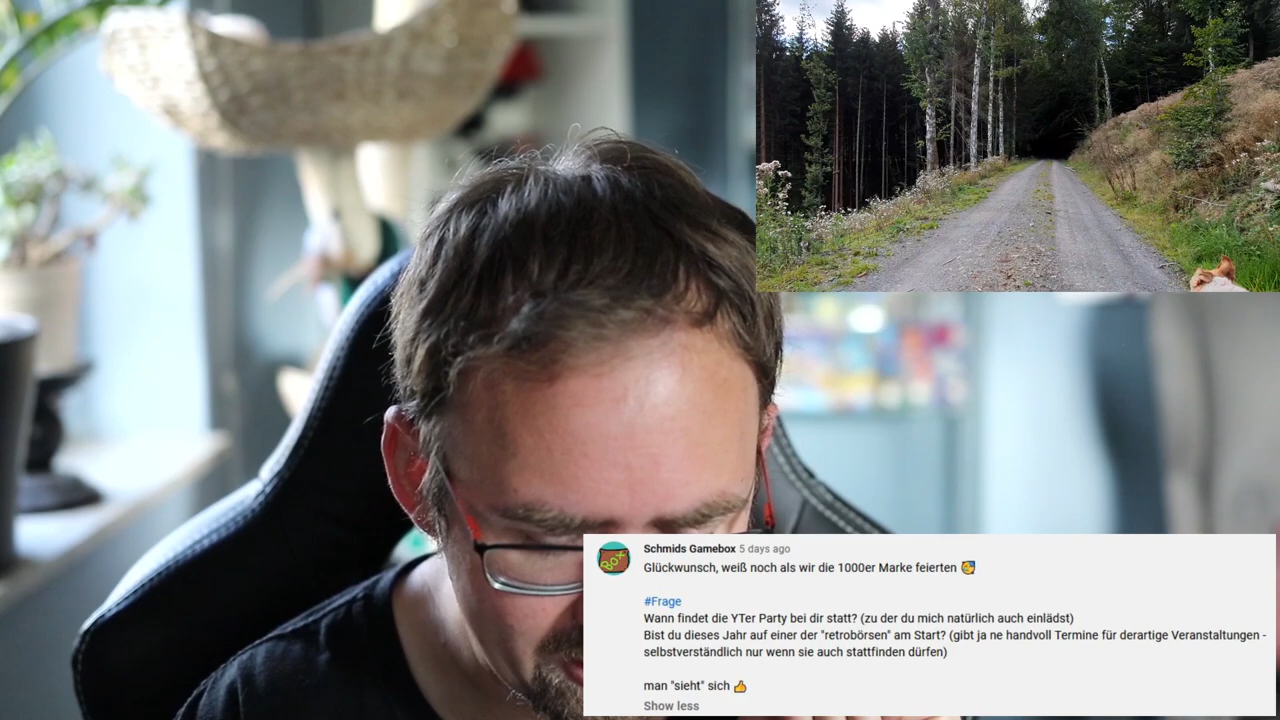 BOX
Schmids Gamebox 5 days ago
Glückwunsch, weiß noch als wir die 1000er Marke feierten 🥳
#Frage
Wann findet die YTer Party bei dir statt? (zu der du mich natürlich auch einlädst)
Bist du dieses Jahr auf einer der "retrobörsen" am Start? (gibt ja ne handvoll Termine für derartige Veranstaltungen -
selbstverständlich nur wenn sie auch stattfinden dürfen)
man "sieht" sich 👍
Show less